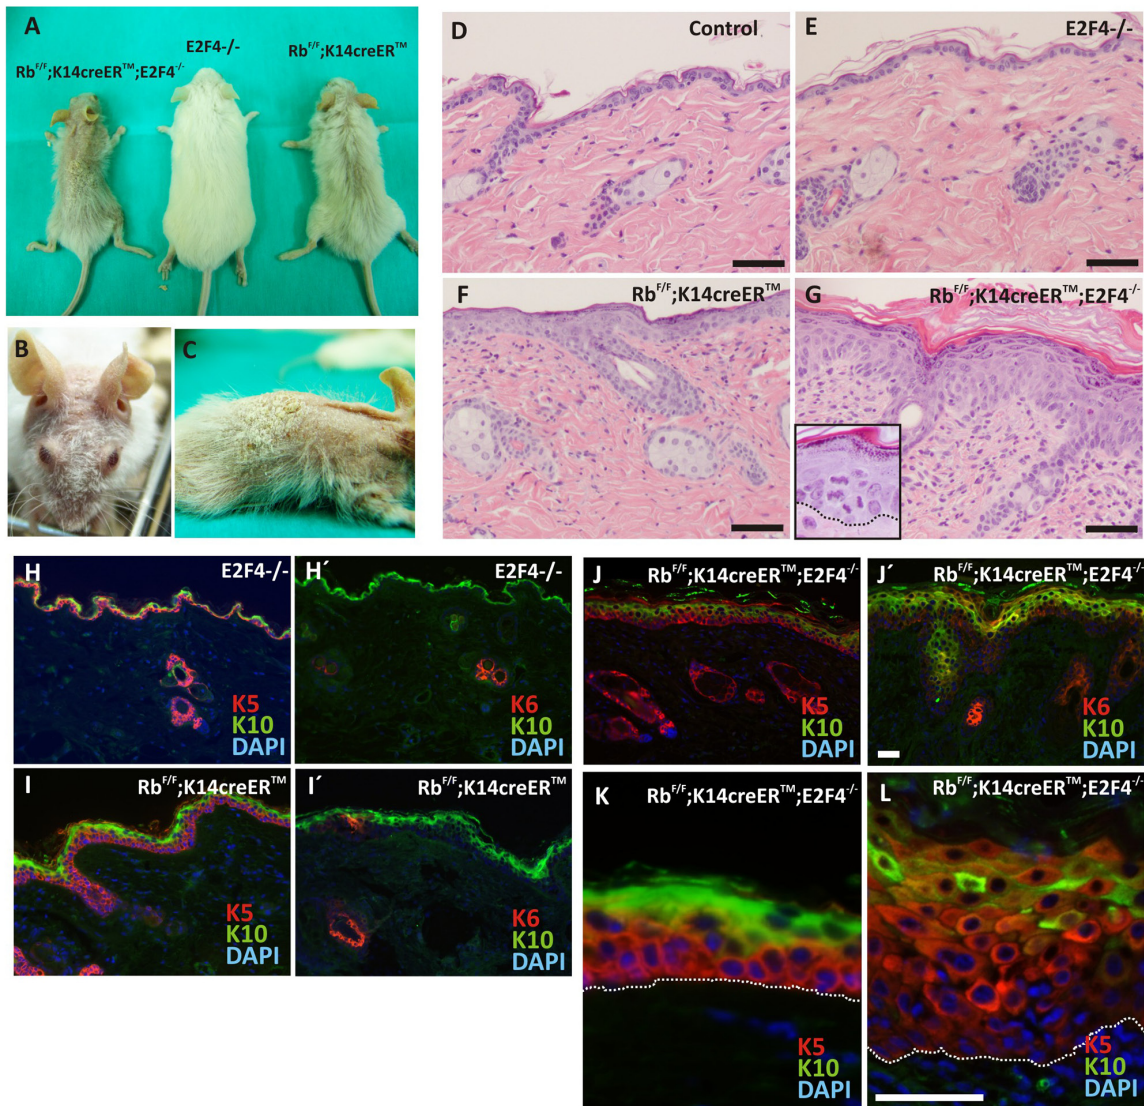 A
E2F4-/-
Rb^F/F;K14creER^TM
Rb^F/F;K14creER^TM;E2F4^-/-
B
C
D
Control
E
E2F4-/-
F
Rb^F/F;K14creER^TM
G
Rb^F/F;K14creER^TM;E2F4^-/-
H
E2F4-/-
K5
K10
DAPI
H´
E2F4-/-
K6
K10
DAPI
I
Rb^F/F;K14creER^TM
K5
K10
DAPI
I´
Rb^F/F;K14creER^TM
K6
K10
DAPI
J
Rb^F/F;K14creER^TM;E2F4^-/-
K5
K10
DAPI
J´
Rb^F/F;K14creER^TM;E2F4^-/-
K6
K10
DAPI
K
Rb^F/F;K14creER^TM;E2F4^-/-
K5
K10
DAPI
L
Rb^F/F;K14creER^TM;E2F4^-/-
K5
K10
DAPI